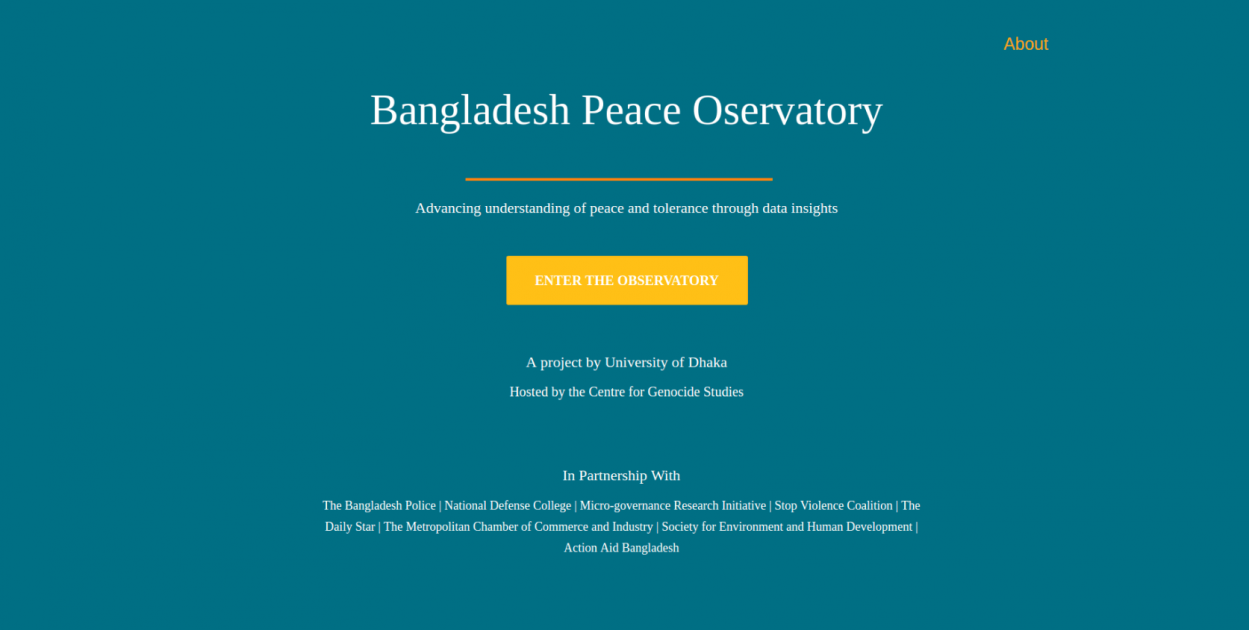 About
Bangladesh Peace Oservatory
Advancing understanding of peace and tolerance through data insights
ENTER THE OBSERVATORY
A project by University of Dhaka
Hosted by the Centre for Genocide Studies
In Partnership With
The Bangladesh Police | National Defense College | Micro-governance Research Initiative | Stop Violence Coalition | The
Daily Star | The Metropolitan Chamber of Commerce and Industry | Society for Environment and Human Development |
Action Aid Bangladesh